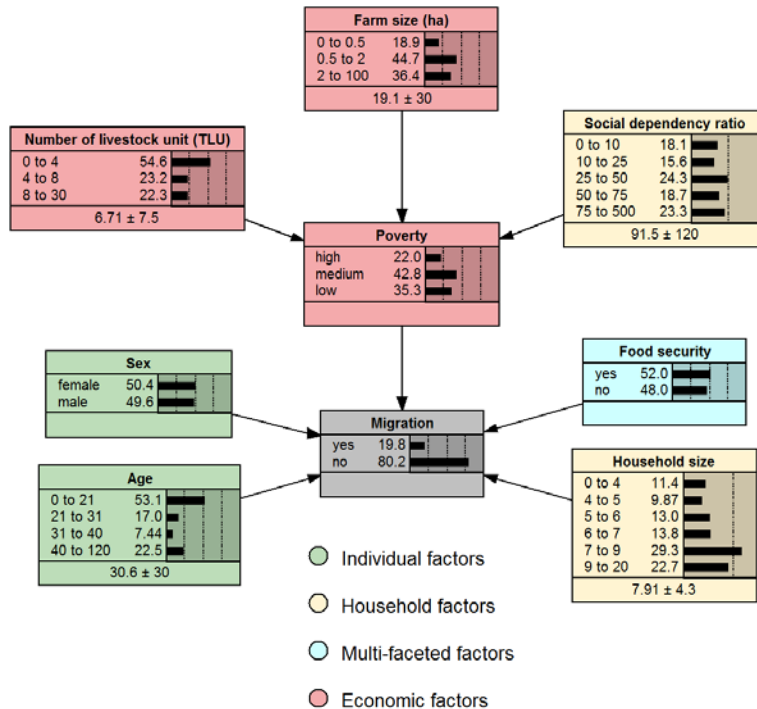 Farm size (ha)
0 to 0.5 18.9
0.5 to 2 44.7
2 to 100 36.4
19.1 ± 30
Number of livestock unit (TLU)
0 to 4 54.6
4 to 8 23.2
8 to 30 22.3
6.71 ± 7.5
Social dependency ratio
0 to 10 18.1
10 to 25 15.6
25 to 50 24.3
50 to 75 18.7
75 to 500 23.3
91.5 ± 120
Poverty
high 22.0
medium 42.8
low 35.3
Sex
female 50.4
male 49.6
Food security
yes 52.0
no 48.0
Migration
yes 19.8
no 80.2
Age
0 to 21 53.1
21 to 31 17.0
31 to 40 7.44
40 to 120 22.5
30.6 ± 30
Household size
0 to 4 11.4
4 to 5 9.87
5 to 6 13.0
6 to 7 13.8
7 to 9 29.3
9 to 20 22.7
7.91 ± 4.3
Individual factors
Household factors
Multi-faceted factors
Economic factors